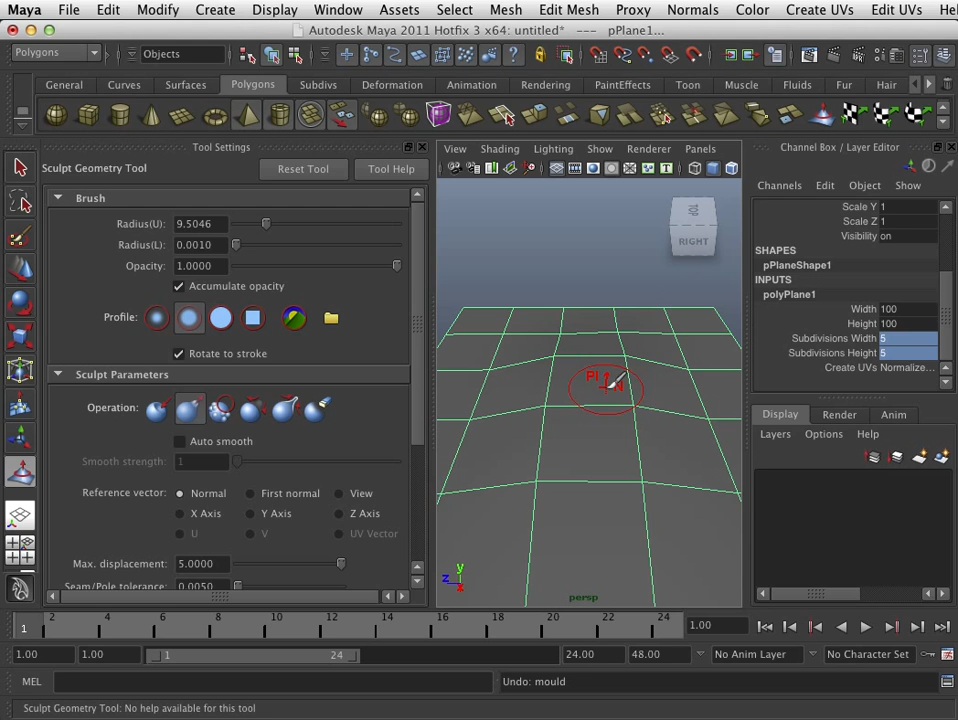 Maya File Edit Modify Create Display Window Assets Select Mesh Edit Mesh Proxy Normals Color Create UVs Edit UVs He
Autodesk Maya 2011 Hotfix 3 x64: untitled* --- pPlane1...
Polygons Objects
General Curves Surfaces Polygons Subdivs Deformation Animation Rendering PaintEffects Toon Muscle Fluids Fur Hair
Tool Settings
Sculpt Geometry Tool Reset Tool Tool Help
Brush
Radius(U): 9.5046
Radius(L): 0.0010
Opacity: 1.0000
Accumulate opacity
Profile:
Rotate to stroke
Sculpt Parameters
Operation:
Auto smooth
Smooth strength: 1
Reference vector: Normal First normal View
X Axis Y Axis Z Axis
U V UV Vector
Max. displacement: 5.0000
Seam/Pole tolerance: 0.0050
View Shading Lighting Show Renderer Panels
TOP
RIGHT
Pl
N
y
z
x
persp
Channel Box / Layer Editor
Channels Edit Object Show
Scale Y 1
Scale Z 1
Visibility on
SHAPES
pPlaneShape1
INPUTS
polyPlane1
Width 100
Height 100
Subdivisions Width 5
Subdivisions Height 5
Create UVs Normalize...
Display Render Anim
Layers Options Help
1 2 4 6 8 10 12 14 16 18 20 22 24 1.00
1.00 1.00 1 24 24.00 48.00 No Anim Layer No Character Set
MEL Undo: mould
Sculpt Geometry Tool: No help available for this tool